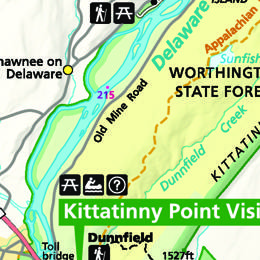 ISLAND
Delaware
Appalachian
hawnee on
Delaware
Sunfish
215
Old Mine Road
WORTHINGT
STATE FORE
Dunnfield
Creek
KITTATIN
?
Kittatinny Point Visi
Dunnfield
Toll
bridge
1527ft